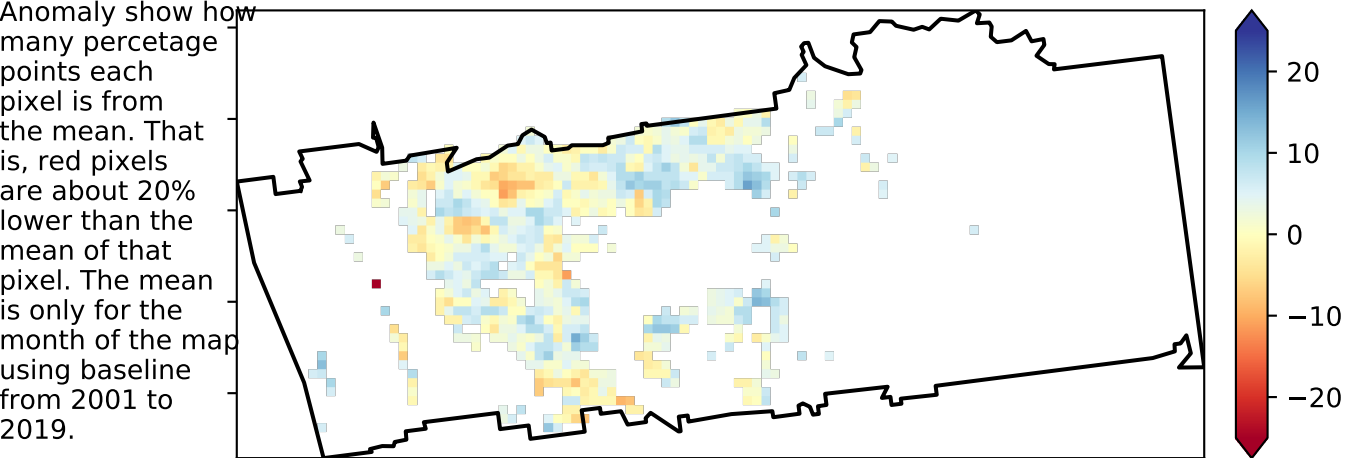 Anomaly show how
many percetage
points each
pixel is from
the mean. That
is, red pixels
are about 20%
lower than the
mean of that
pixel. The mean
is only for the
month of the map
using baseline
from 2001 to
2019.
20
10
0
−10
−20